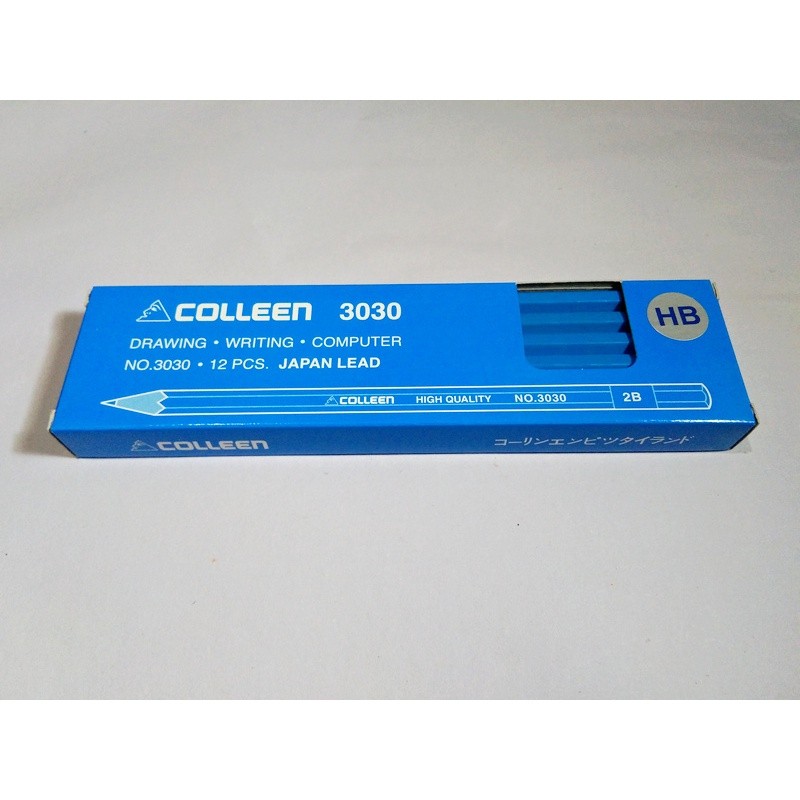 COLLEEN 3030
HB
DRAWING • WRITING • COMPUTER
NO.3030 • 12 PCS. JAPAN LEAD
COLLEEN HIGH QUALITY NO.3030 2B
COLLEEN コーリンエンピツタイランド